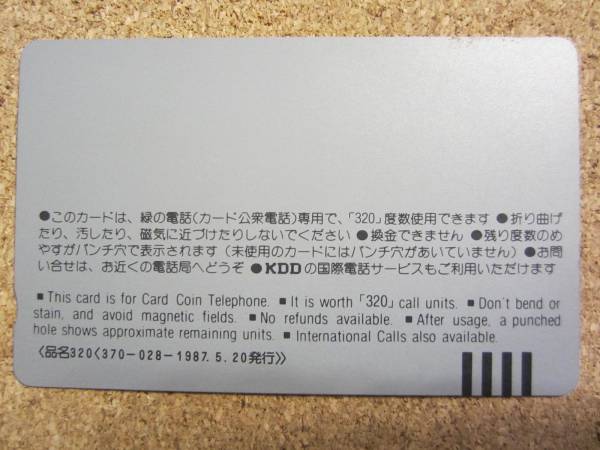 ●このカードは、緑の電話(カード公衆電話)専用で、「320」度数使用できます ●折り曲げ
たり、汚したり、磁気に近づけたりしないでください ●換金できません ●残り度数のめ
やすがパンチ穴で表示されます(未使用のカードにはパンチ穴があいていません) ●お問
い合せは、お近くの電話局へどうぞ ●KDDの国際電話サービスもご利用いただけます
■ This card is for Card Coin Telephone. ■ It is worth「320」call units. ■ Don't bend or
stain, and avoid magnetic fields. ■ No refunds available. ■ After usage, a punched
hole shows approximate remaining units. ■ International Calls also available.
〈品名320〈370-028-1987.5.20発行〉〉